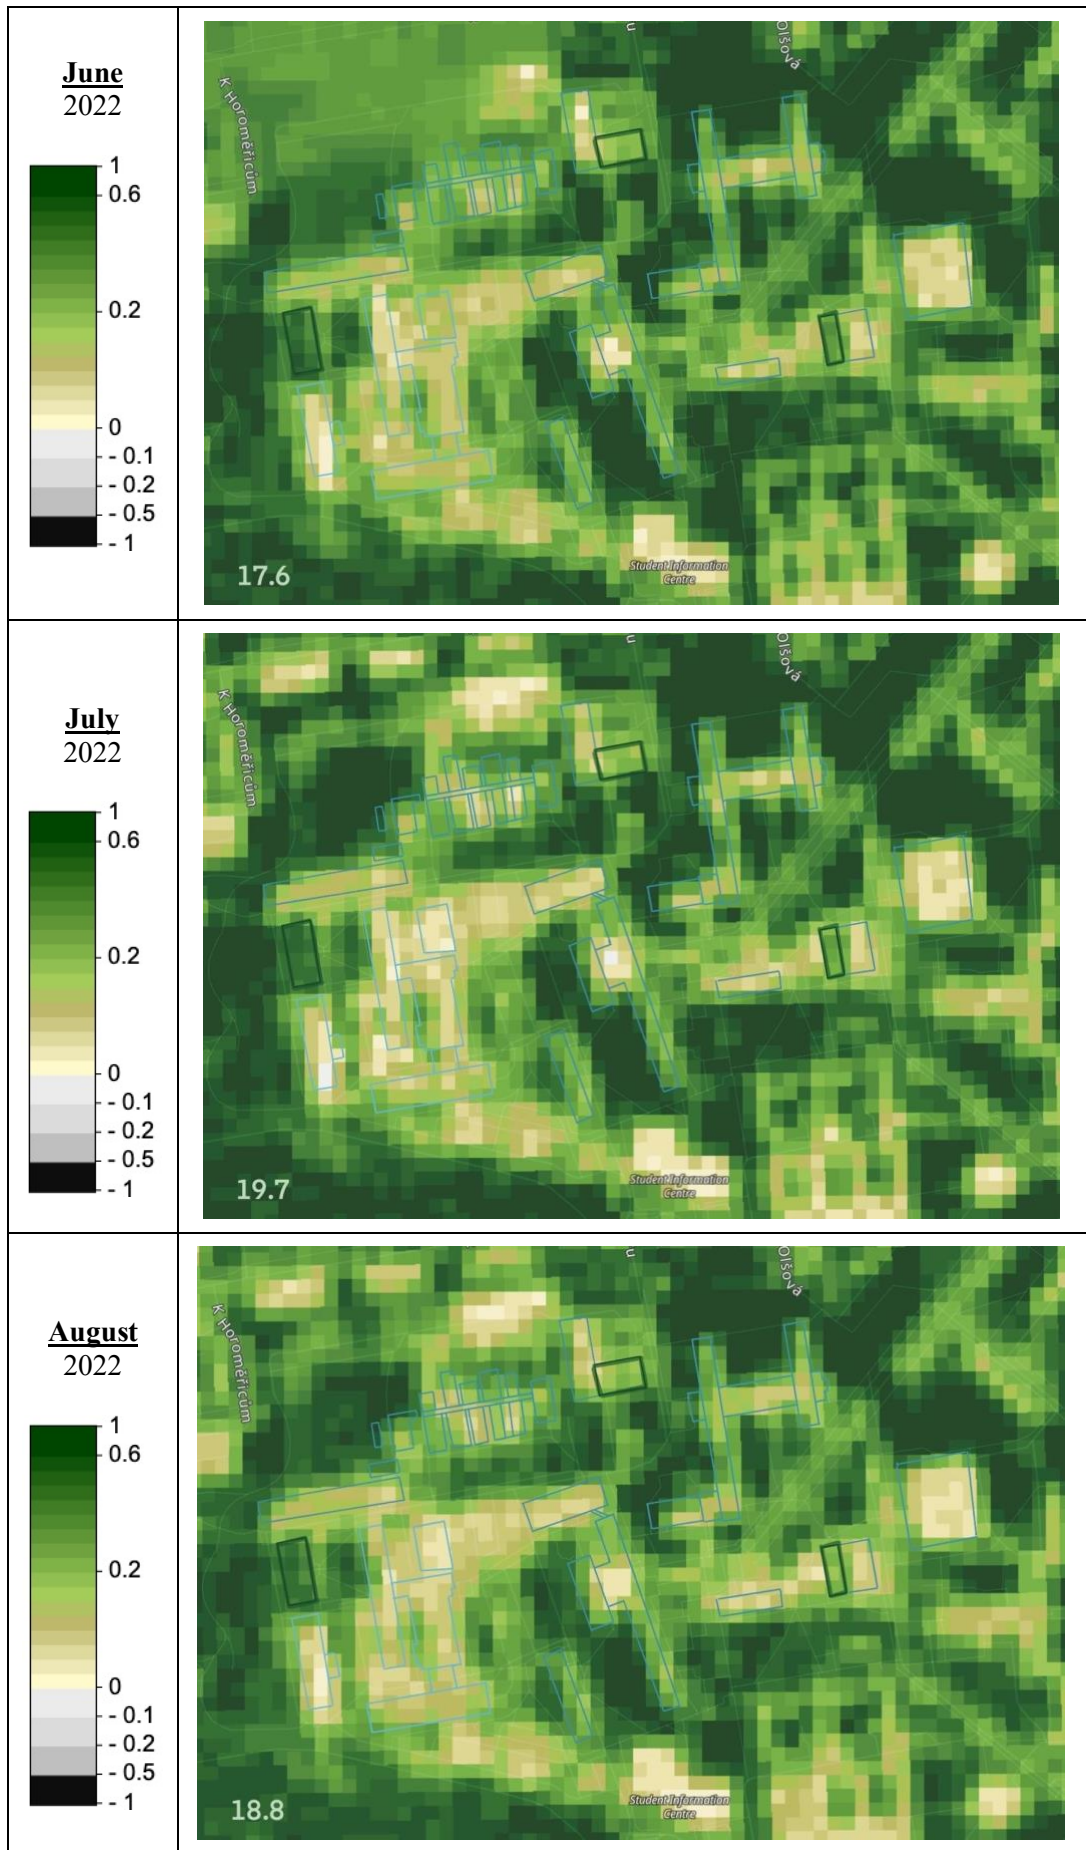 June
2022
1
0.6
0.2
0
- 0.1
- 0.2
- 0.5
- 1
K Horoměřicům
u
Olšová
Student Information
Centre
17.6
July
2022
1
0.6
0.2
0
- 0.1
- 0.2
- 0.5
- 1
K Horoměřicům
u
Olšová
Student Information
Centre
19.7
August
2022
1
0.6
0.2
0
- 0.1
- 0.2
- 0.5
- 1
K Horoměřicům
u
Olšová
Student Information
Centre
18.8